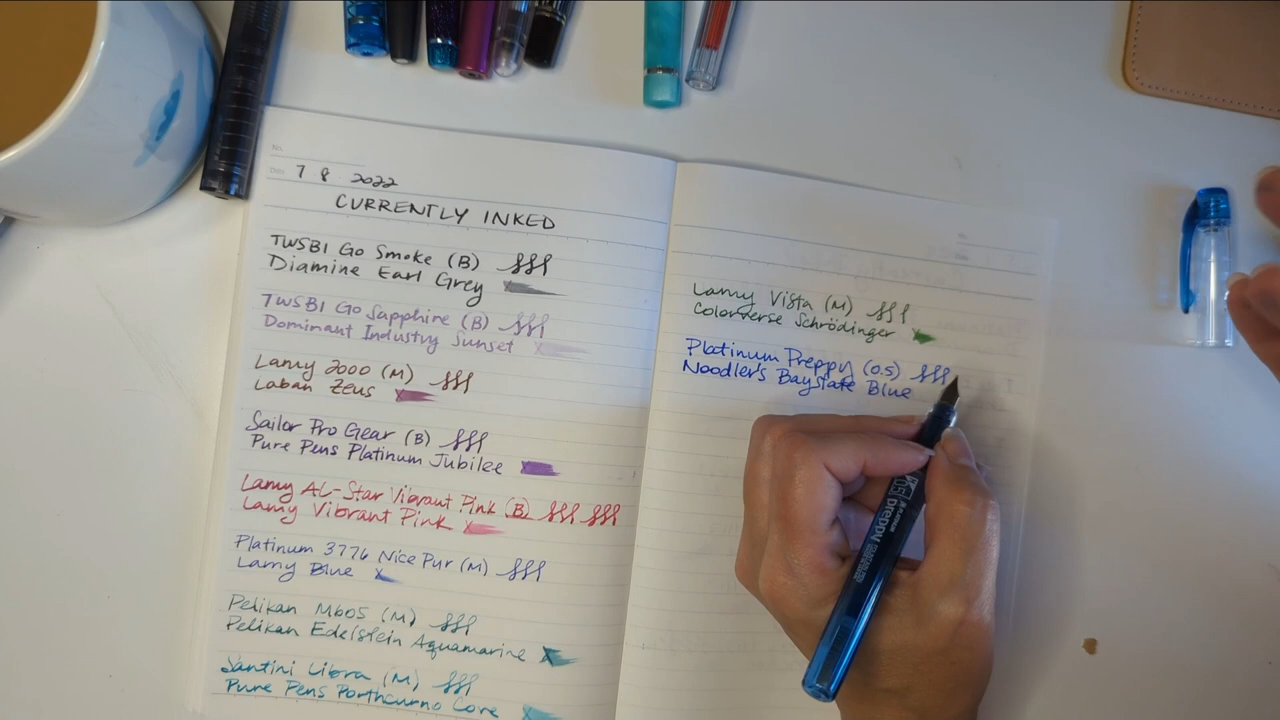 No.
Date 7 8 2022
CURRENTLY INKED
TWSBI Go Smoke (B)
Diamine Earl Grey
TWSBI Go Sapphire (B)
Dominant Industry Sunset
Lamy 2000 (M)
Laban Zeus
Sailor Pro Gear (B)
Pure Pens Platinum Jubilee
Lamy AL-Star Vibrant Pink (B)
Lamy Vibrant Pink
Platinum 3776 Nice Pur (M)
Lamy Blue
Pelikan M605 (M)
Pelikan Edelstein Aquamarine
Santini Libra (M)
Pure Pens Porthcurno Cove
Lamy Vista (M)
Colorverse Schrödinger
Platinum Preppy (0.5)
Noodler's Baystate Blue
05 PLATINUM preppy